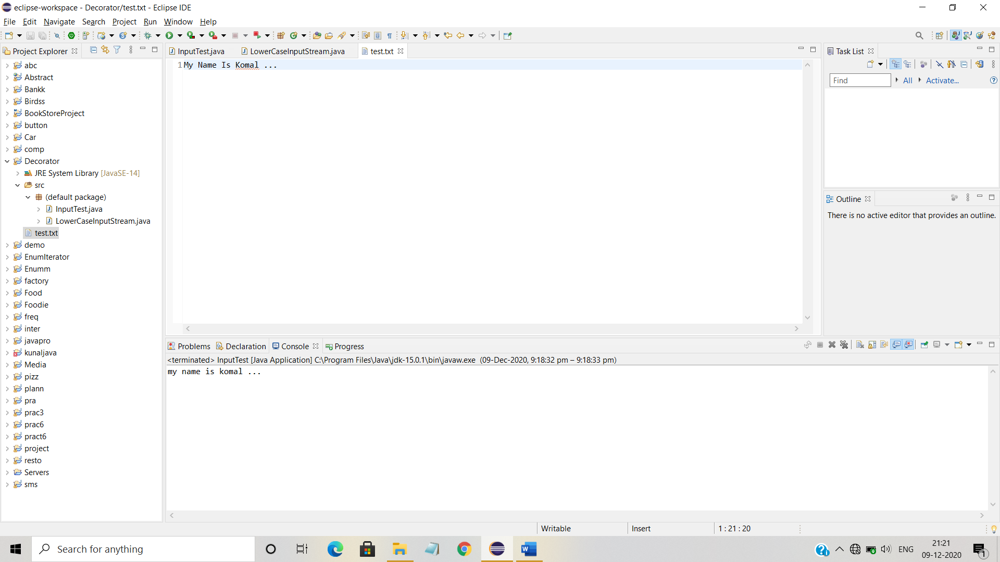 eclipse-workspace - Decorator/test.txt - Eclipse IDE
File Edit Navigate Search Project Run Window Help
Project Explorer
abc
Abstract
Bankk
Birdss
BookStoreProject
button
Car
comp
Decorator
JRE System Library [JavaSE-14]
src
(default package)
InputTest.java
LowerCaseInputStream.java
test.txt
demo
EnumIterator
Enumm
factory
Food
Foodie
freq
inter
javapro
kunaljava
Media
pizz
plann
pra
prac3
prac6
pract6
project
resto
Servers
sms
InputTest.java LowerCaseInputStream.java test.txt
1 My Name Is Komal ...
Task List
Find All Activate...
Outline
There is no active editor that provides an outline.
Problems Declaration Console Progress
<terminated> InputTest [Java Application] C:\Program Files\Java\jdk-15.0.1\bin\javaw.exe (09-Dec-2020, 9:18:32 pm – 9:18:33 pm)
my name is komal ...
Writable Insert 1 : 21 : 20
Search for anything
ENG
21:21
09-12-2020
1